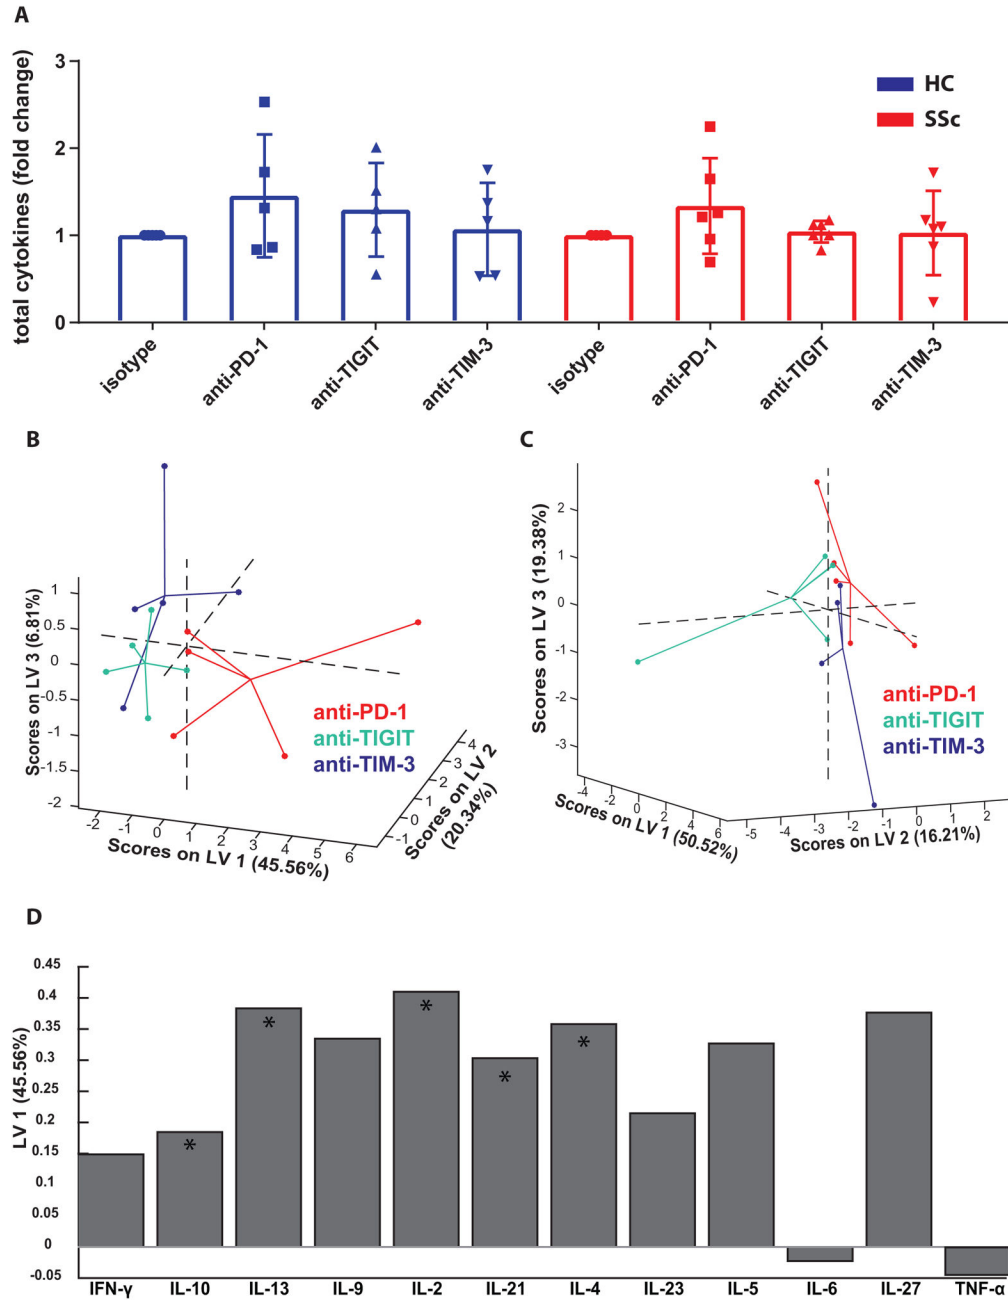 A
total cytokines (fold change)
3
2
1
0
HC
SSc
isotype
anti-PD-1
anti-TIGIT
anti-TIM-3
isotype
anti-PD-1
anti-TIGIT
anti-TIM-3
B
Scores on LV 3 (6.81%)
1
0.5
0
-0.5
-1
-1.5
-2
-2
-1
0
1
2
3
4
5
6
Scores on LV 1 (45.56%)
-1
0
1
2
3
4
Scores on LV 2
(20.34%)
anti-PD-1
anti-TIGIT
anti-TIM-3
C
Scores on LV 3 (19.38%)
2
1
0
-1
-2
-3
-4
-2
0
2
4
6
Scores on LV 1 (50.52%)
-5
-4
-3
-2
-1
0
1
2
Scores on LV 2 (16.21%)
anti-PD-1
anti-TIGIT
anti-TIM-3
D
LV 1 (45.56%)
0.45
0.4
0.35
0.3
0.25
0.2
0.15
0.1
0.05
0
-0.05
* * * * *
IFN-γ IL-10 IL-13 IL-9 IL-2 IL-21 IL-4 IL-23 IL-5 IL-6 IL-27 TNF-α